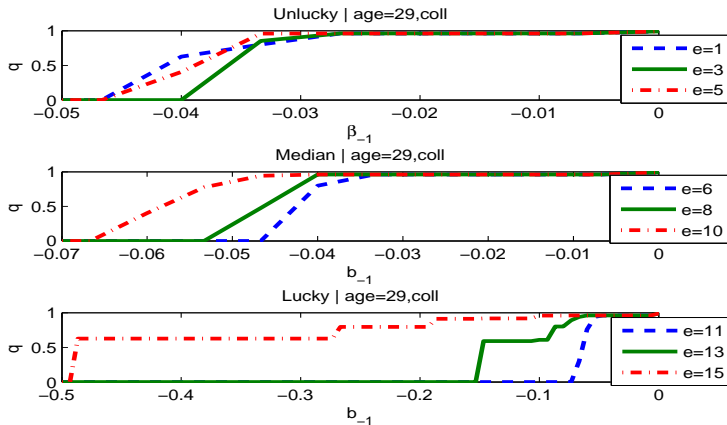 Unlucky | age=29,coll
1
0.5
0
q
−0.05
−0.04
−0.03
−0.02
−0.01
0
β−1
e=1
e=3
e=5
Median | age=29,coll
1
0.5
0
q
−0.07
−0.06
−0.05
−0.04
−0.03
−0.02
−0.01
0
b−1
e=6
e=8
e=10
Lucky | age=29,coll
1
0.5
0
q
−0.5
−0.4
−0.3
−0.2
−0.1
0
b−1
e=11
e=13
e=15